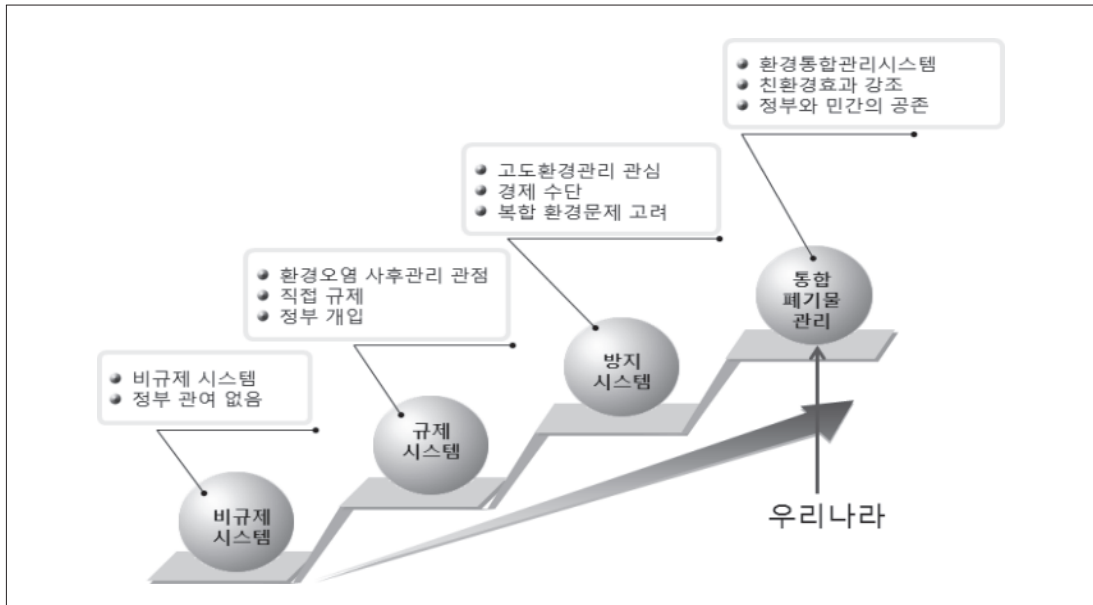 환경통합관리시스템
친환경효과 강조
정부와 민간의 공존
고도환경관리 관심
경제 수단
복합 환경문제 고려
환경오염 사후관리 관점
직접 규제
정부 개입
비규제 시스템
정부 관여 없음
통합
폐기물
관리
방지
시스템
규제
시스템
비규제
시스템
우리나라